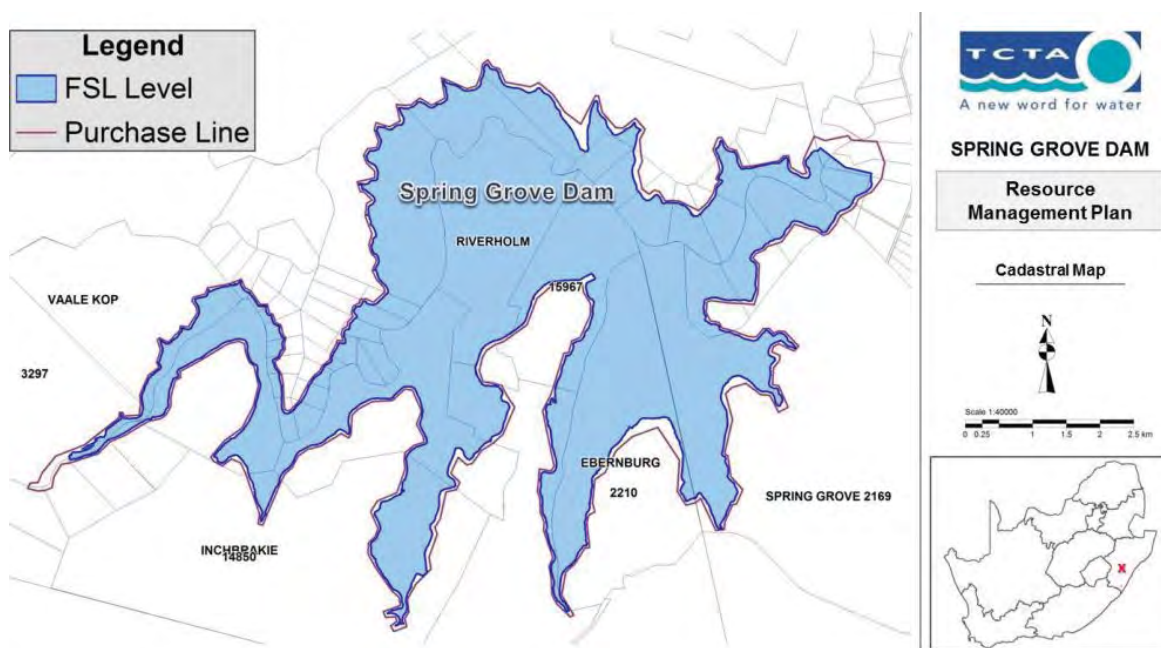 Legend
FSL Level
Purchase Line
Spring Grove Dam
RIVERHOLM
15967
VAALE KOP
3297
EBERNBURG
2210
SPRING GROVE 2169
INCHBRAKIE
14850
TCTA
A new word for water
SPRING GROVE DAM
Resource
Management Plan
Cadastral Map
N
Scale 1:40000
0 0.25 1 1.5 2 2.5 km
X